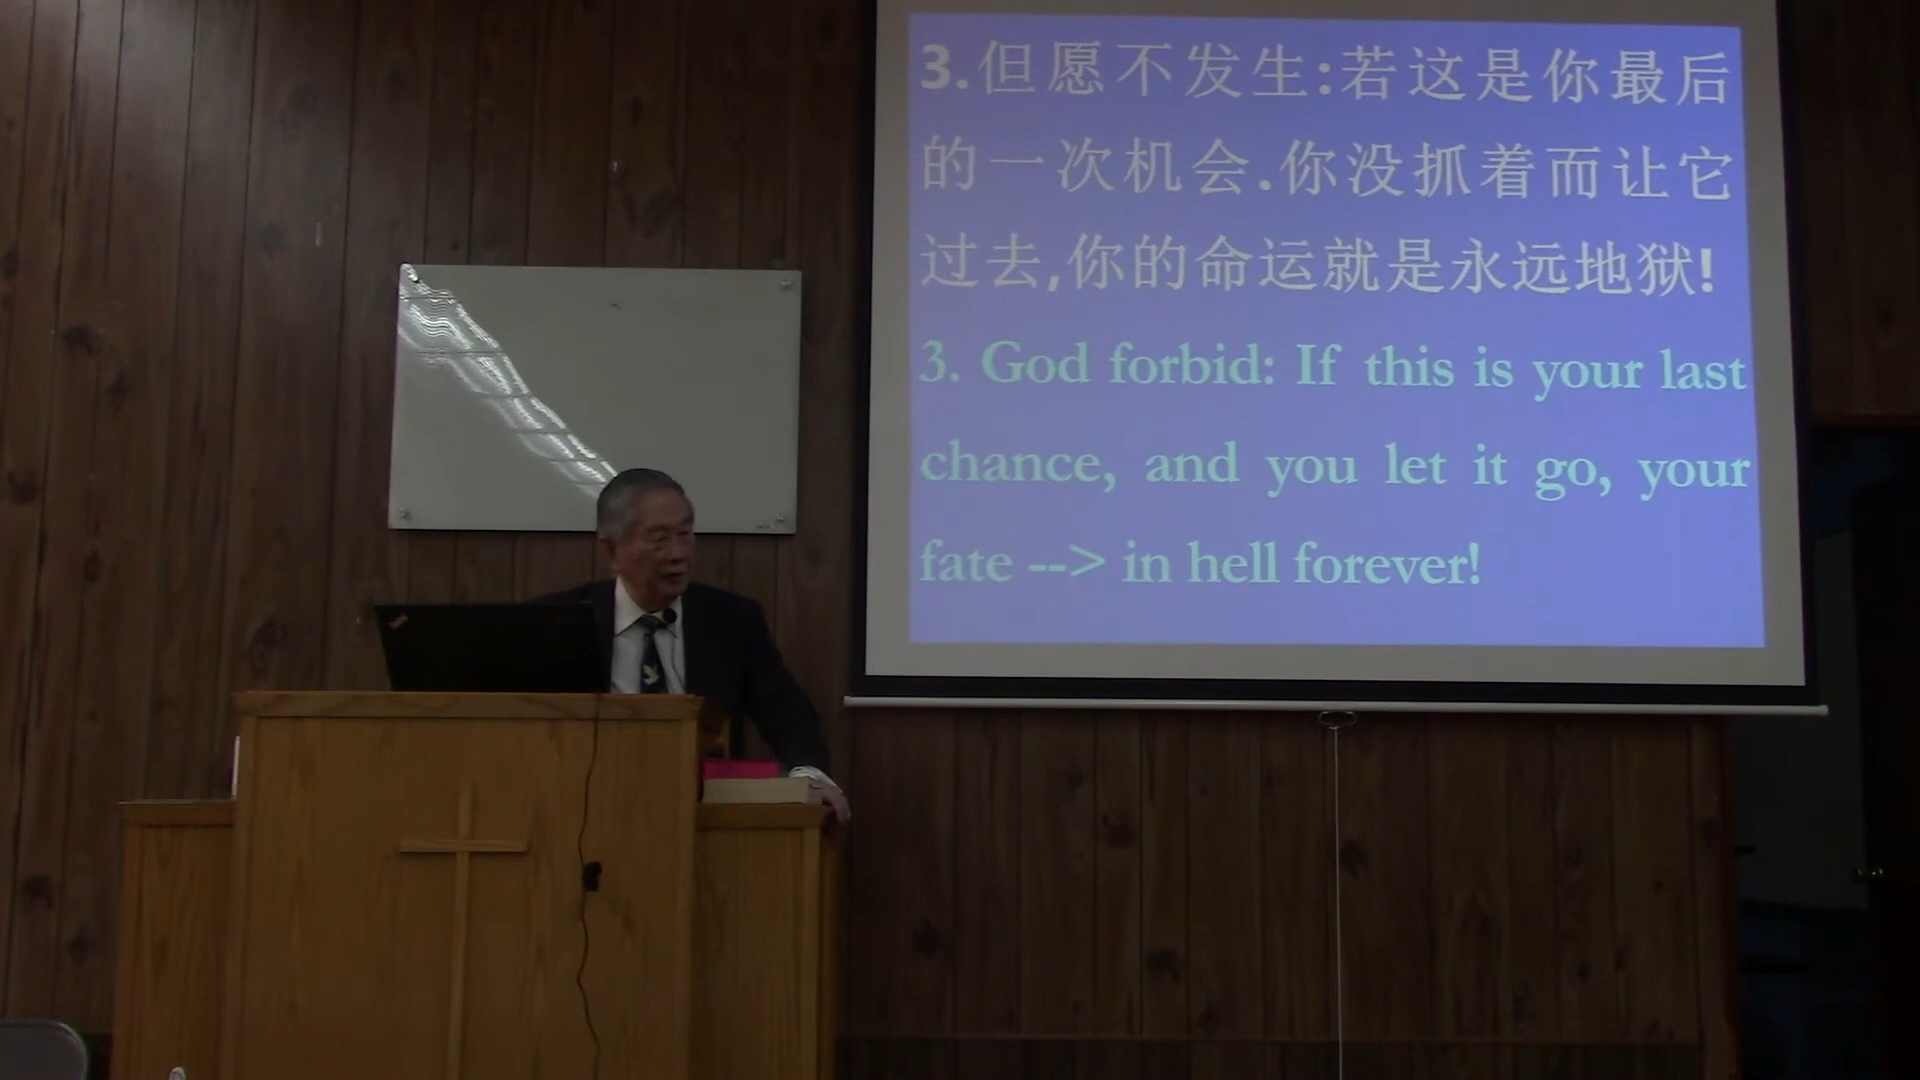 3.但愿不发生:若这是你最后
的一次机会.你没抓着而让它
过去,你的命运就是永远地狱!
3. God forbid: If this is your last
chance, and you let it go, your
fate --> in hell forever!